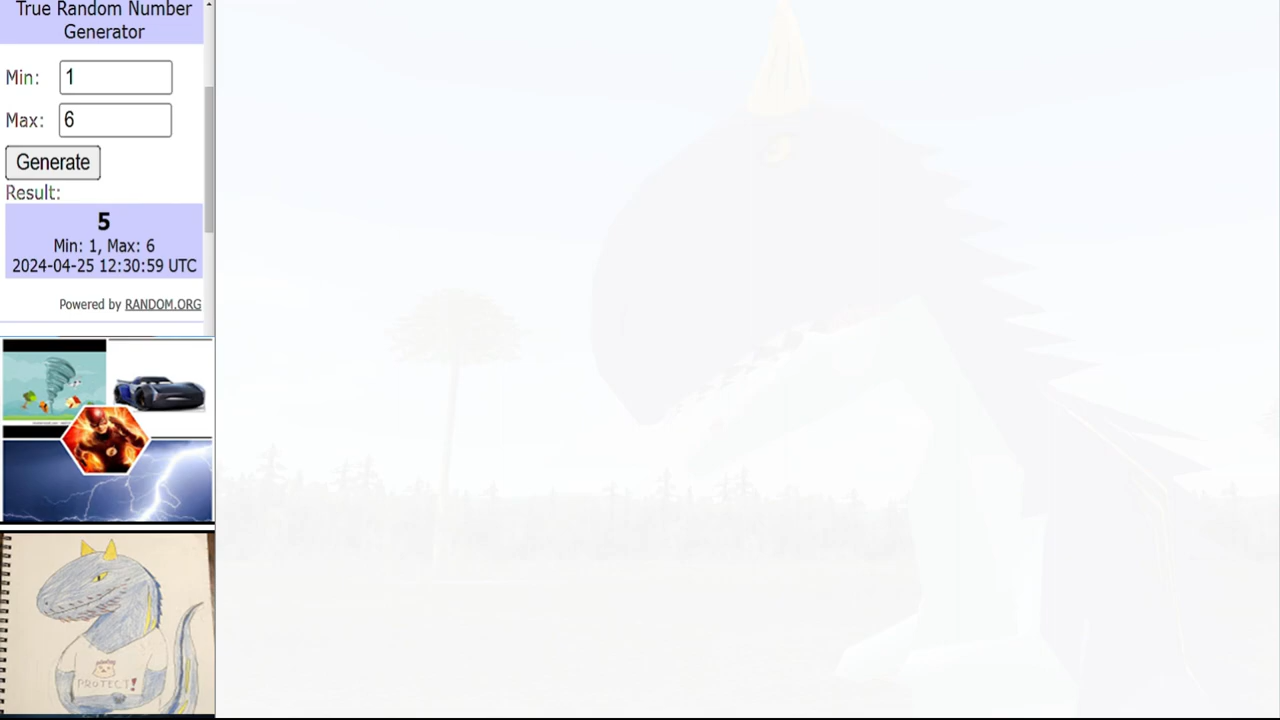 True Random Number
Generator
Min: 1
Max: 6
Generate
Result:
5
Min: 1, Max: 6
2024-04-25 12:30:59 UTC
Powered by RANDOM.ORG
PROTECT!